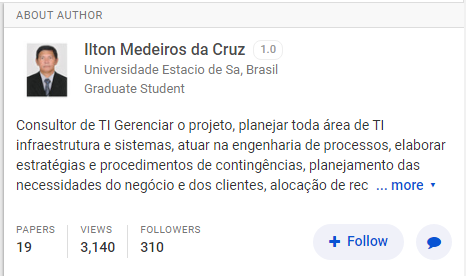 ABOUT AUTHOR
Ilton Medeiros da Cruz 1.0
Universidade Estacio de Sa, Brasil
Graduate Student
Consultor de TI Gerenciar o projeto, planejar toda área de TI
infraestrutura e sistemas, atuar na engenharia de processos, elaborar
estratégias e procedimentos de contingências, planejamento das
necesidades do negócio e dos clientes, alocação de rec ... more
PAPERS VIEWS FOLLOWERS
19 3,140 310
Follow